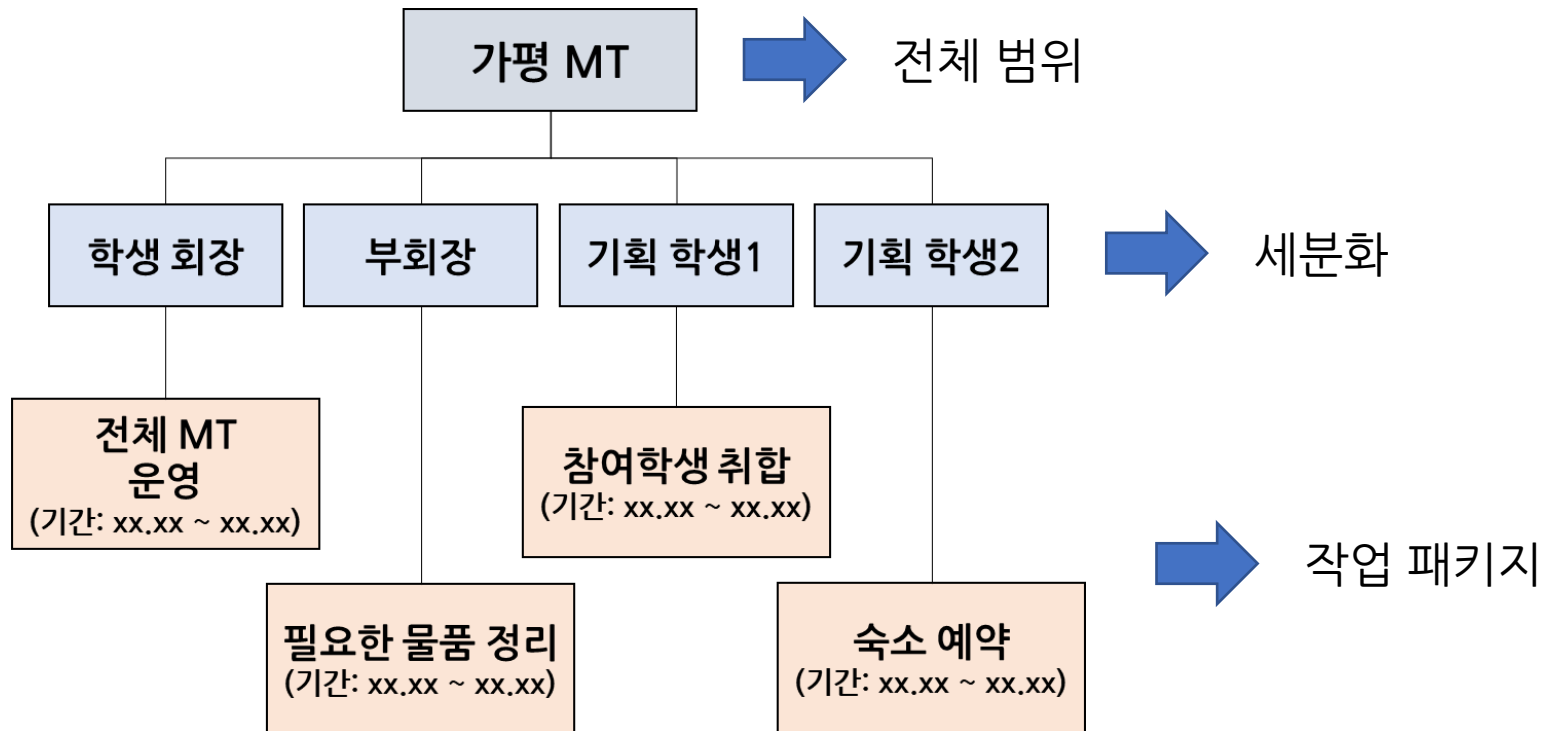 가평 MT
전체 범위
학생 회장
부회장
기획 학생1
기획 학생2
세분화
전체 MT
운영
(기간: xx.xx ~ xx.xx)
참여학생 취합
(기간: xx.xx ~ xx.xx)
작업 패키지
필요한 물품 정리
(기간: xx.xx ~ xx.xx)
숙소 예약
(기간: xx.xx ~ xx.xx)